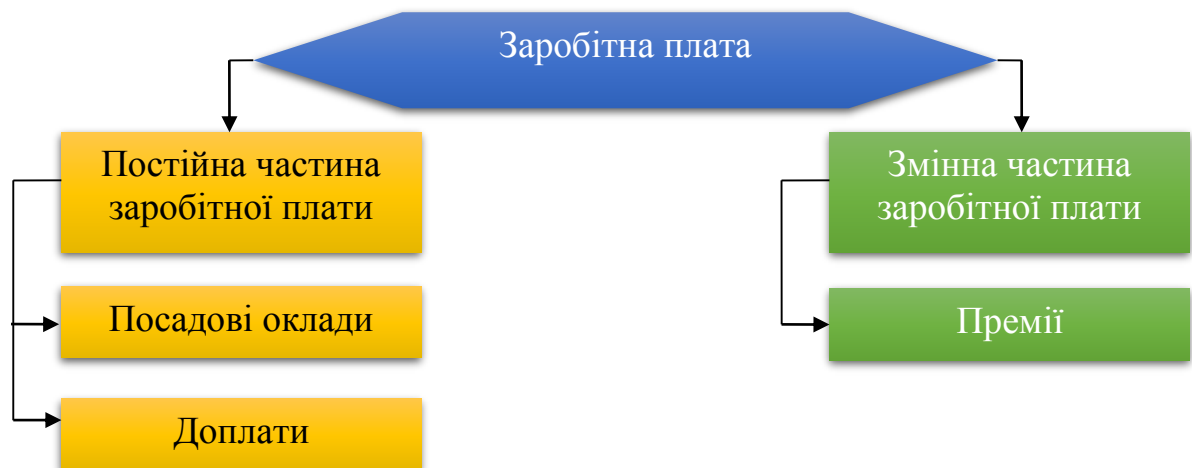 Заробітна плата
Постійна частина
заробітної плати
Змінна частина
заробітної плати
Посадові оклади
Премії
Доплати